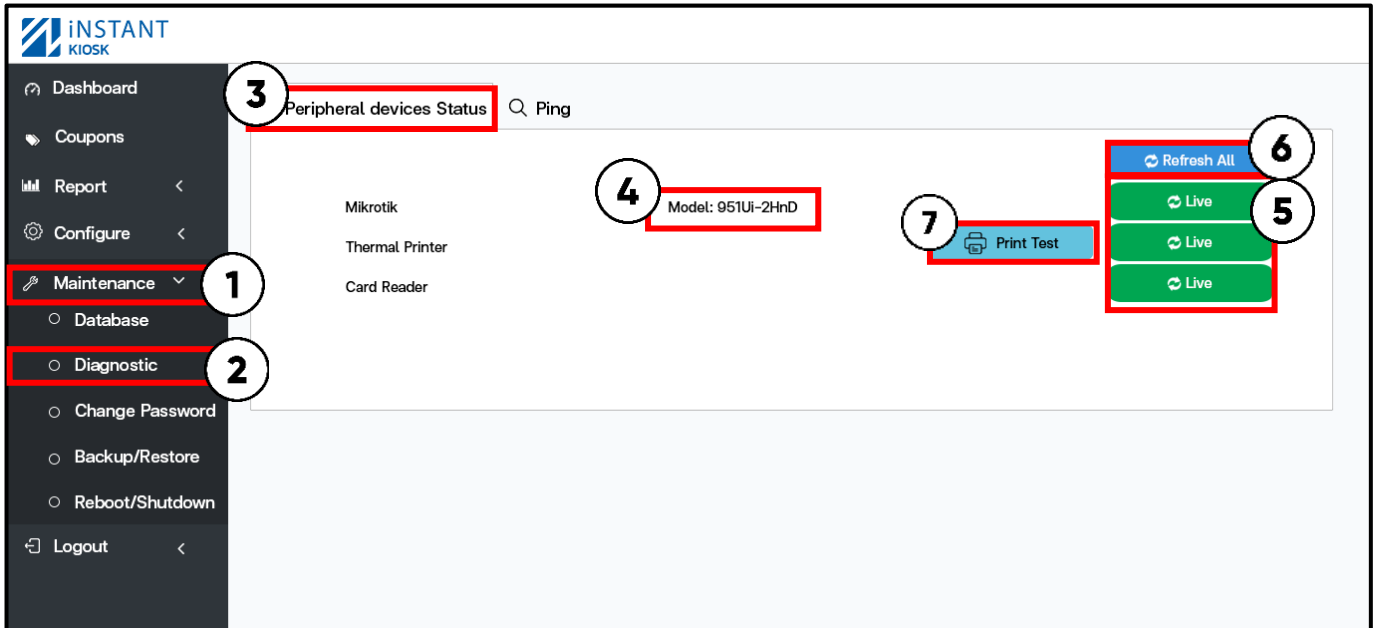 iNSTANT
KIOSK
Dashboard
Coupons
Report
Configure
Maintenance
1
Database
Diagnostic
2
Change Password
Backup/Restore
Reboot/Shutdown
Logout
3
Peripheral devices Status
Ping
6
Refresh All
4
Mikrotik
Model: 951Ui-2HnD
Live
5
7
Thermal Printer
Print Test
Live
Card Reader
Live